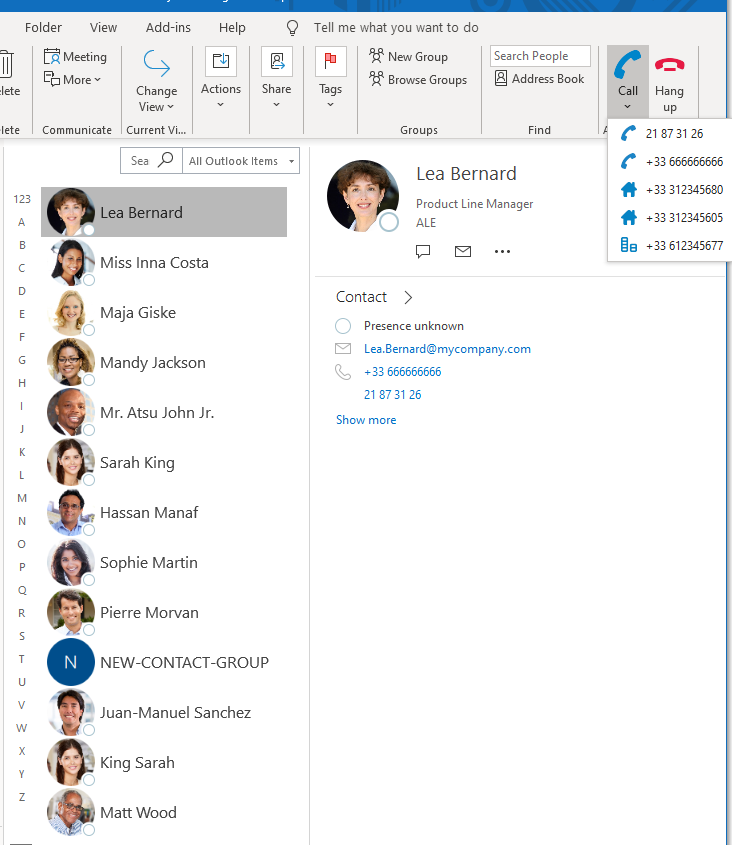 Folder View Add-ins Help Tell me what you want to do
Meeting
More
Communicate
Change
View
Current Vi...
Actions
Share
Tags
New Group
Browse Groups
Groups
Search People
Address Book
Find
Call
Hang
up
21 87 31 26
+33 666666666
+33 312345680
+33 312345605
+33 612345677
Sea
All Outlook Items
123
A
B
C
D
E
F
G
H
I
J
K
L
M
N
O
P
Q
R
S
T
U
V
W
X
Y
Z
Lea Bernard
Miss Inna Costa
Maja Giske
Mandy Jackson
Mr. Atsu John Jr.
Sarah King
Hassan Manaf
Sophie Martin
Pierre Morvan
N
NEW-CONTACT-GROUP
Juan-Manuel Sanchez
King Sarah
Matt Wood
Lea Bernard
Product Line Manager
ALE
Contact
Presence unknown
Lea.Bernard@mycompany.com
+33 666666666
21 87 31 26
Show more